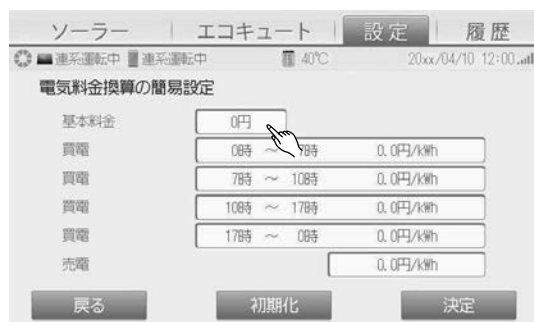 ソーラー エコキュート 設定 履歴
連系運転中 連系運転中 40℃ 20xx/04/10 12:00
電気料金換算の簡易設定
基本料金 0円
買電 0時 ～ 7時 0.0円/kWh
買電 7時 ～ 10時 0.0円/kWh
買電 10時 ～ 17時 0.0円/kWh
買電 17時 ～ 0時 0.0円/kWh
売電 0.0円/kWh
戻る 初期化 決定